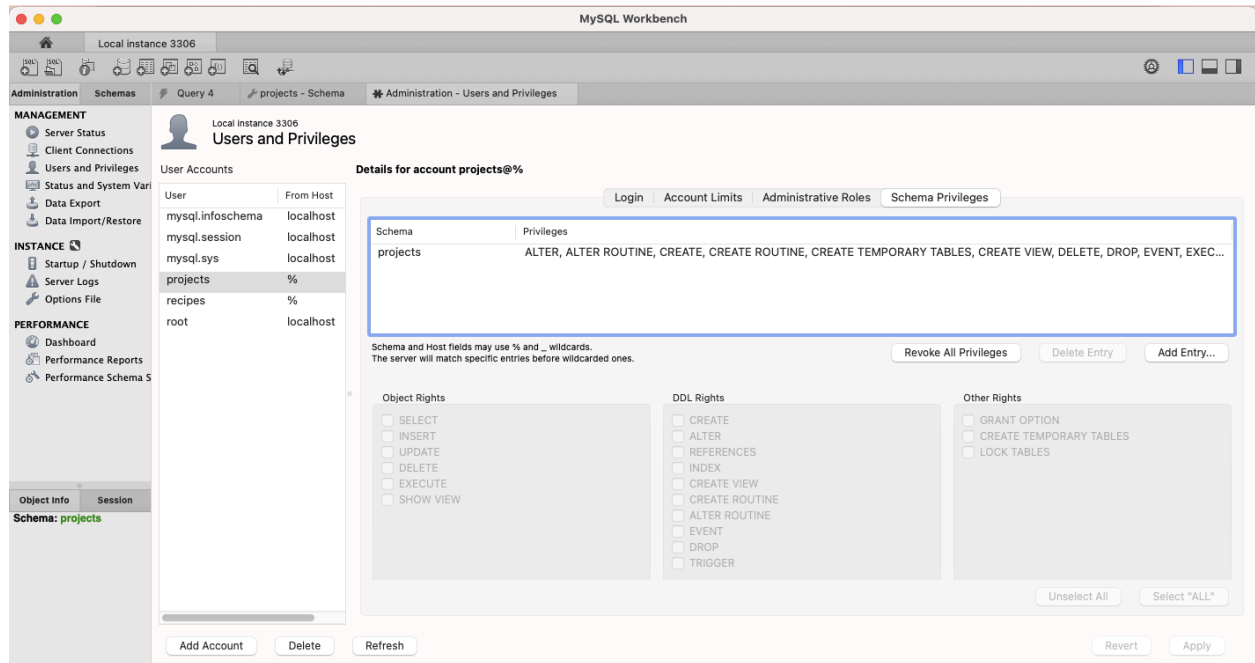 MySQL Workbench
Local instance 3306
Administration Schemas Query 4 projects - Schema Administration - Users and Privileges
MANAGEMENT
Server Status
Client Connections
Users and Privileges
Status and System Vari
Data Export
Data Import/Restore
INSTANCE
Startup / Shutdown
Server Logs
Options File
PERFORMANCE
Dashboard
Performance Reports
Performance Schema S
Object Info Session
Schema: projects
Local instance 3306
Users and Privileges
User Accounts
User From Host
mysql.infoschema localhost
mysql.session localhost
mysql.sys localhost
projects %
recipes %
root localhost
Add Account Delete Refresh
Details for account projects@%
Login Account Limits Administrative Roles Schema Privileges
Schema Privileges
projects ALTER, ALTER ROUTINE, CREATE, CREATE ROUTINE, CREATE TEMPORARY TABLES, CREATE VIEW, DELETE, DROP, EVENT, EXEC...
Schema and Host fields may use % and _ wildcards.
The server will match specific entries before wildcarded ones.
Revoke All Privileges Delete Entry Add Entry...
Object Rights
SELECT
INSERT
UPDATE
DELETE
EXECUTE
SHOW VIEW
DDL Rights
CREATE
ALTER
REFERENCES
INDEX
CREATE VIEW
CREATE ROUTINE
ALTER ROUTINE
EVENT
DROP
TRIGGER
Other Rights
GRANT OPTION
CREATE TEMPORARY TABLES
LOCK TABLES
Unselect All Select "ALL"
Revert Apply